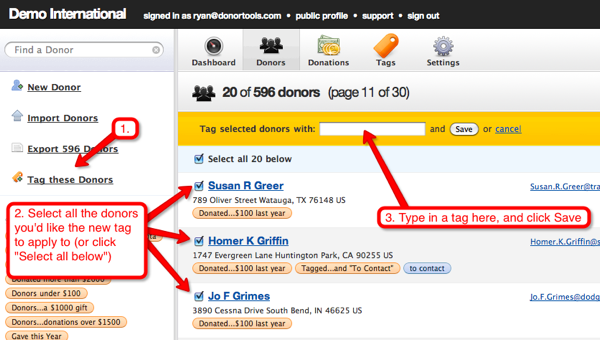 Demo International
signed in as ryan@donortools.com • public profile • support • sign out
Find a Donor
Dashboard
Donors
Donations
Tags
Settings
New Donor
Import Donors
Export 596 Donors
Tag these Donors
1.
2. Select all the donors
you'd like the new tag
to apply to (or click
"Select all below")
Donated more than $2000
Donors under $100
Donors...a $1000 gift
Donors...donations over $1500
Gave this Year
20 of 596 donors (page 11 of 30)
Tag selected donors with: and Save or cancel
Select all 20 below
Susan R Greer
Susan.R.Greer@tra
789 Oliver Street Watauga, TX 76148 US
Donated...$100 last year
3. Type in a tag here, and click Save
Homer K Griffin
Homer.K.Griffin@s
1747 Evergreen Lane Huntington Park, CA 90255 US
Donated...$100 last year Tagged...and "To Contact" to contact
Jo F Grimes
Jo.F.Grimes@dodg
3890 Cessna Drive South Bend, IN 46625 US
Donated...$100 last year